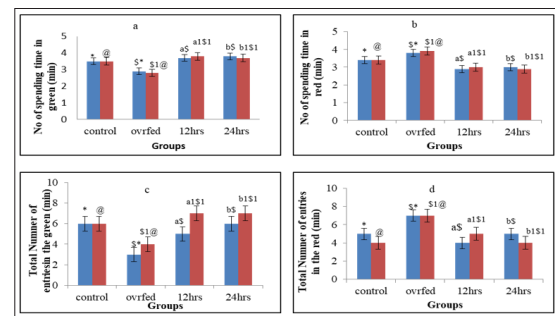 a
No of spending time in
green (min)
5
4
3
2
1
0
* @
$* $1@
a$ a1$1
b$ b1$1
control ovrfed 12hrs 24hrs
Groups
b
No of spending time in
red (min)
5
4
3
2
1
0
* @
$* $1@
a$ a1$1
b$ b1$1
control ovrfed 12hrs 24hrs
Groups
c
Total Nunner of
entriesin the green (min)
10
8
6
4
2
0
* @
$* $1@
a$ a1$1
b$ b1$1
control ovrfed 12hrs 24hrs
Groups
d
Total Number of entries
in the red (min)
10
8
6
4
2
0
* @
$* $1@
a$ a1$1
b$ b1$1
control ovrfed 12hrs 24hrs
Groups